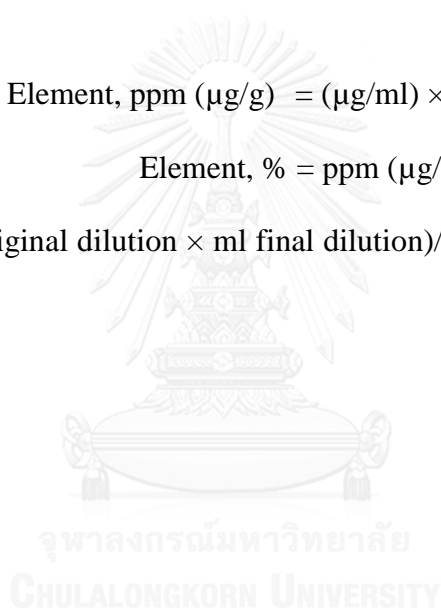 Element, ppm (µg/g) = (µg/ml) ×
Element, % = ppm (µg/
iginal dilution × ml final dilution)/
จุฬาลงกรณ์มหาวิทยาลัย
CHULALONGKORN UNIVERSITY